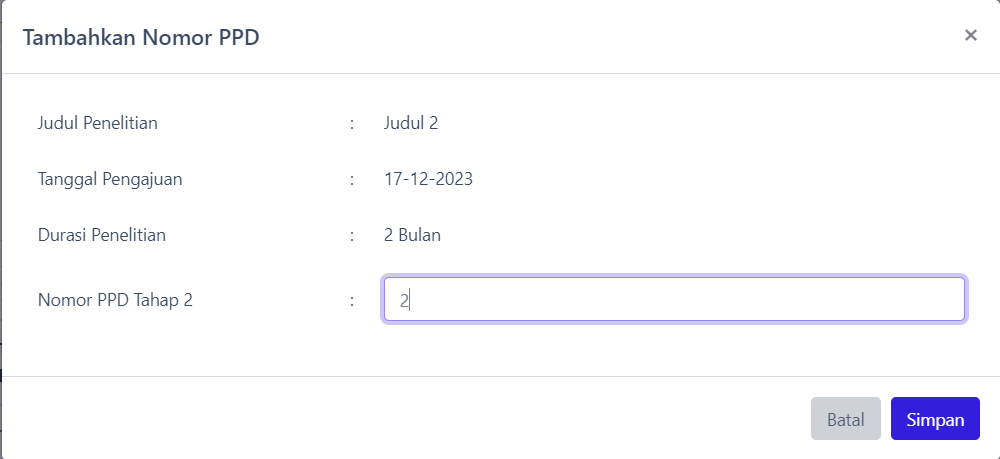 Tambahkan Nomor PPD ×
Judul Penelitian : Judul 2
Tanggal Pengajuan : 17-12-2023
Durasi Penelitian : 2 Bulan
Nomor PPD Tahap 2 : 2
Batal Simpan